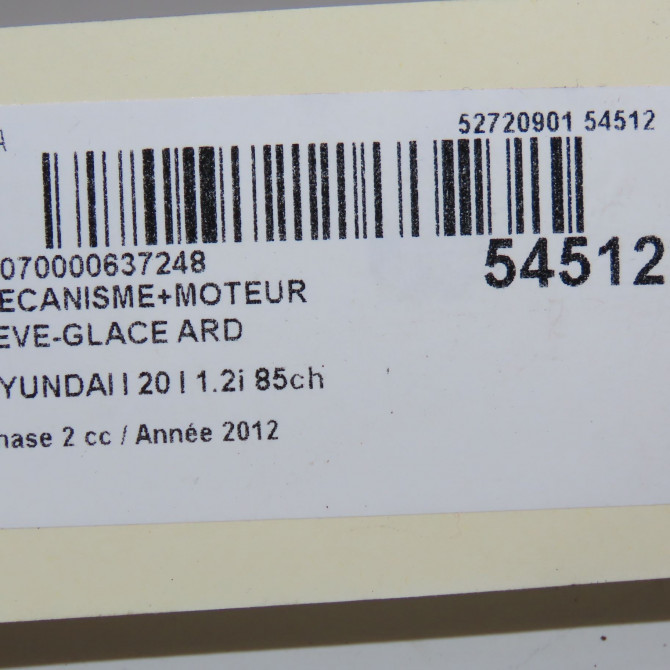 A
52720901 54512
070000637248
54512
ECANISME+MOTEUR
EVE-GLACE ARD
YUNDAI I 20 I 1.2i 85ch
hase 2 cc / Année 2012